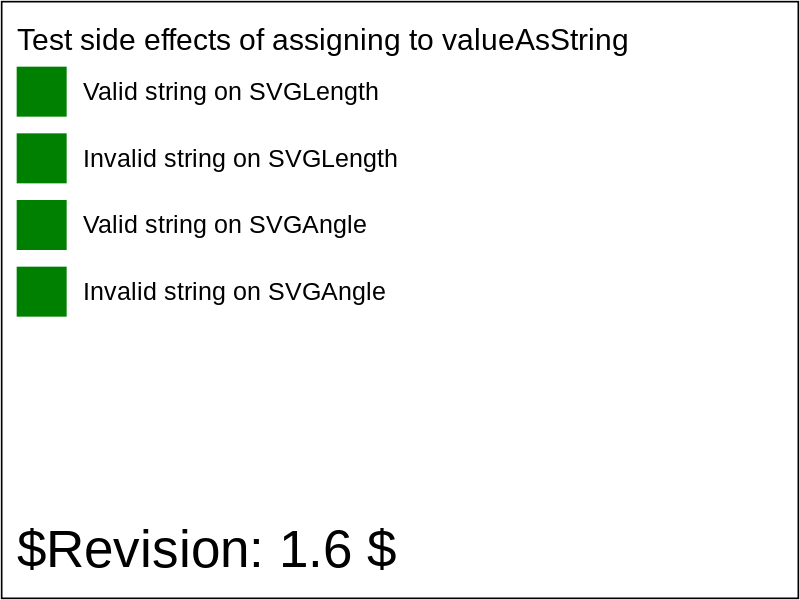 Test side effects of assigning to valueAsString
Valid string on SVGLength
Invalid string on SVGLength
Valid string on SVGAngle
Invalid string on SVGAngle
$Revision: 1.6 $